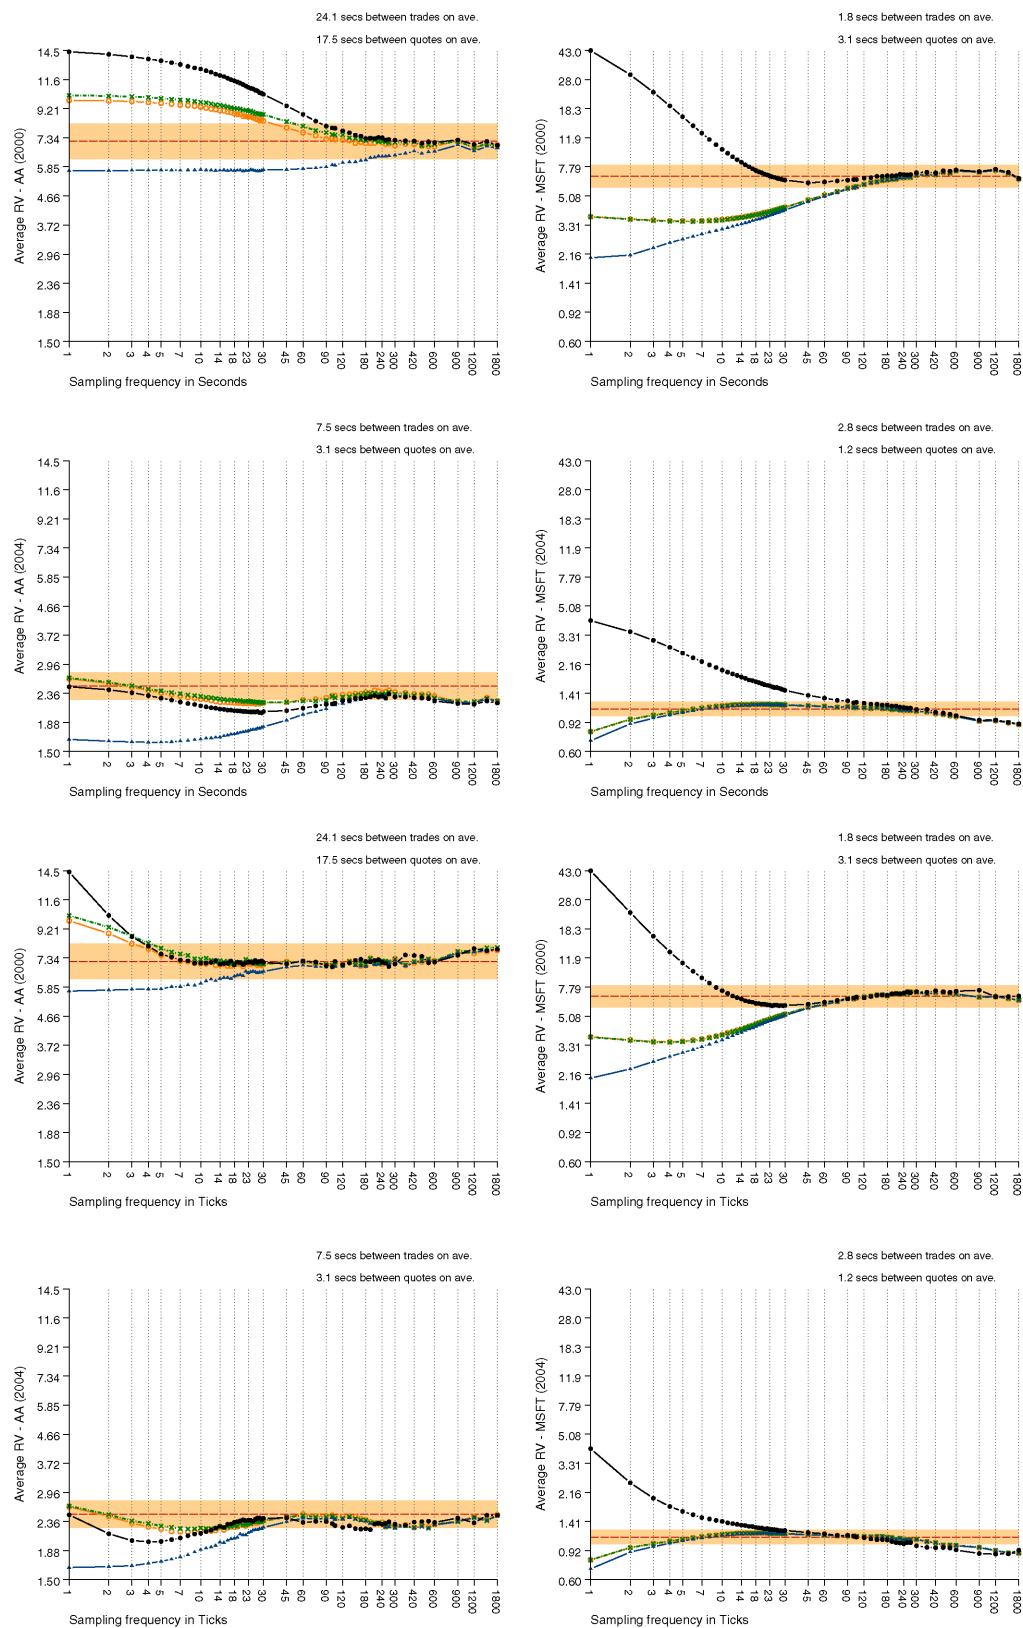 24.1 secs between trades on ave.
17.5 secs between quotes on ave.
14.5
11.6
9.21
7.34
5.85
4.66
3.72
2.96
2.36
1.88
1.50
Average RV - AA (2000)
1 2 3 4 5 7 10 14 18 23 30 45 60 90 120 180 240 300 420 600 900 1200 1800
Sampling frequency in Seconds
1.8 secs between trades on ave.
3.1 secs between quotes on ave.
43.0
28.0
18.3
11.9
7.79
5.08
3.31
2.16
1.41
0.92
0.60
Average RV - MSFT (2000)
1 2 3 4 5 7 10 14 18 23 30 45 60 90 120 180 240 300 420 600 900 1200 1800
Sampling frequency in Seconds
7.5 secs between trades on ave.
3.1 secs between quotes on ave.
14.5
11.6
9.21
7.34
5.85
4.66
3.72
2.96
2.36
1.88
1.50
Average RV - AA (2004)
1 2 3 4 5 7 10 14 18 23 30 45 60 90 120 180 240 300 420 600 900 1200 1800
Sampling frequency in Seconds
2.8 secs between trades on ave.
1.2 secs between quotes on ave.
43.0
28.0
18.3
11.9
7.79
5.08
3.31
2.16
1.41
0.92
0.60
Average RV - MSFT (2004)
1 2 3 4 5 7 10 14 18 23 30 45 60 90 120 180 240 300 420 600 900 1200 1800
Sampling frequency in Seconds
24.1 secs between trades on ave.
17.5 secs between quotes on ave.
14.5
11.6
9.21
7.34
5.85
4.66
3.72
2.96
2.36
1.88
1.50
Average RV - AA (2000)
1 2 3 4 5 7 10 14 18 23 30 45 60 90 120 180 240 300 420 600 900 1200 1800
Sampling frequency in Ticks
1.8 secs between trades on ave.
3.1 secs between quotes on ave.
43.0
28.0
18.3
11.9
7.79
5.08
3.31
2.16
1.41
0.92
0.60
Average RV - MSFT (2000)
1 2 3 4 5 7 10 14 18 23 30 45 60 90 120 180 240 300 420 600 900 1200 1800
Sampling frequency in Ticks
7.5 secs between trades on ave.
3.1 secs between quotes on ave.
14.5
11.6
9.21
7.34
5.85
4.66
3.72
2.96
2.36
1.88
1.50
Average RV - AA (2004)
1 2 3 4 5 7 10 14 18 23 30 45 60 90 120 180 240 300 420 600 900 1200 1800
Sampling frequency in Ticks
2.8 secs between trades on ave.
1.2 secs between quotes on ave.
43.0
28.0
18.3
11.9
7.79
5.08
3.31
2.16
1.41
0.92
0.60
Average RV - MSFT (2004)
1 2 3 4 5 7 10 14 18 23 30 45 60 90 120 180 240 300 420 600 900 1200 1800
Sampling frequency in Ticks